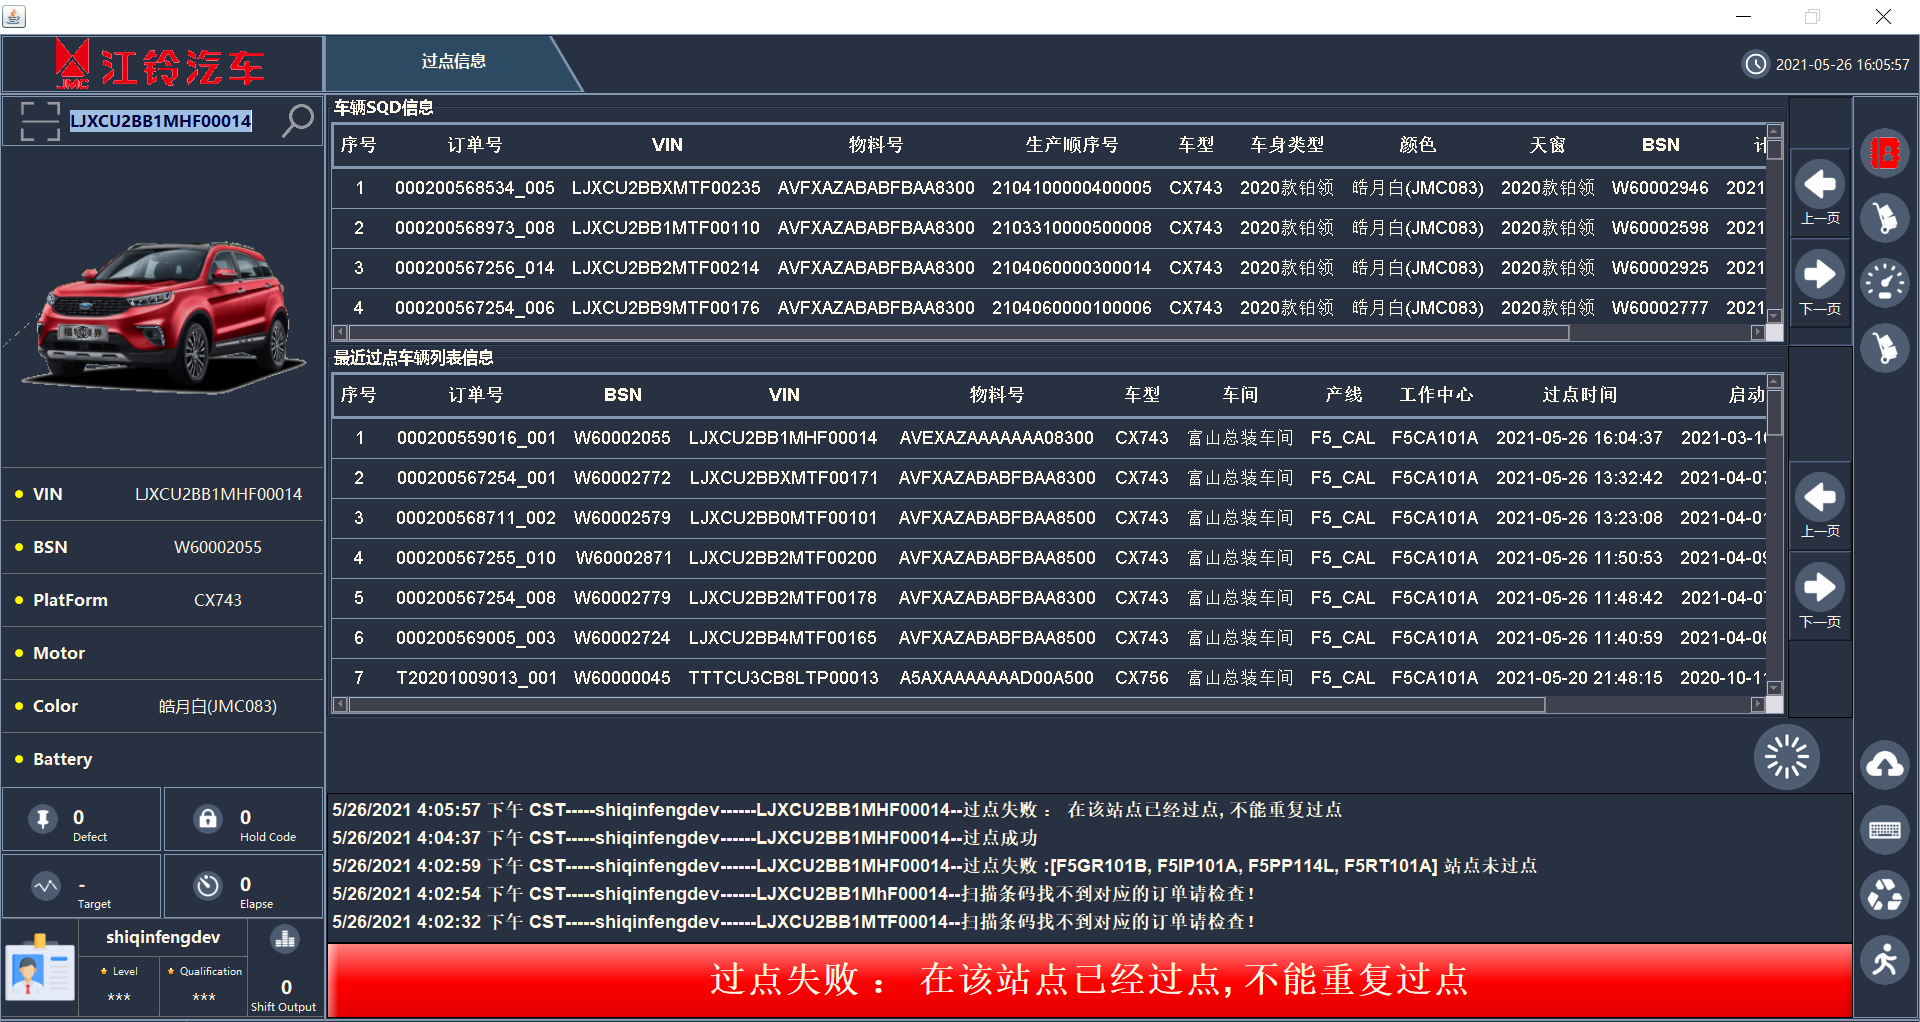 JMC 江铃汽车
过点信息
2021-05-26 16:05:57
LJXCU2BB1MHF00014
VIN LJXCU2BB1MHF00014
BSN W60002055
PlatForm CX743
Motor
Color 皓月白(JMC083)
Battery
0 Defect
0 Hold Code
- Target
0 Elapse
shiqinfengdev
Level ***
Qualification ***
0 Shift Output
车辆SQD信息
序号 订单号 VIN 物料号 生产顺序号 车型 车身类型 颜色 天窗 BSN
1 000200568534_005 LJXCU2BBXMTF00235 AVFXAZABABFBAA8300 2104100000400005 CX743 2020款铂领 皓月白(JMC083) 2020款铂领 W60002946 2021
2 000200568973_008 LJXCU2BB1MTF00110 AVFXAZABABFBAA8300 2103310000500008 CX743 2020款铂领 皓月白(JMC083) 2020款铂领 W60002598 2021
3 000200567256_014 LJXCU2BB2MTF00214 AVFXAZABABFBAA8300 2104060000300014 CX743 2020款铂领 皓月白(JMC083) 2020款铂领 W60002925 2021
4 000200567254_006 LJXCU2BB9MTF00176 AVFXAZABABFBAA8300 2104060000100006 CX743 2020款铂领 皓月白(JMC083) 2020款铂领 W60002777 2021
上一页
下一页
最近过点车辆列表信息
序号 订单号 BSN VIN 物料号 车型 车间 产线 工作中心 过点时间 启动
1 000200559016_001 W60002055 LJXCU2BB1MHF00014 AVEXAZAAAAAAA08300 CX743 富山总装车间 F5_CAL F5CA101A 2021-05-26 16:04:37 2021-03-1
2 000200567254_001 W60002772 LJXCU2BBXMTF00171 AVFXAZABABFBAA8300 CX743 富山总装车间 F5_CAL F5CA101A 2021-05-26 13:32:42 2021-04-0
3 000200568711_002 W60002579 LJXCU2BB0MTF00101 AVFXAZABABFBAA8500 CX743 富山总装车间 F5_CAL F5CA101A 2021-05-26 13:23:08 2021-04-0
4 000200567255_010 W60002871 LJXCU2BB2MTF00200 AVFXAZABABFBAA8500 CX743 富山总装车间 F5_CAL F5CA101A 2021-05-26 11:50:53 2021-04-0
5 000200567254_008 W60002779 LJXCU2BB2MTF00178 AVFXAZABABFBAA8300 CX743 富山总装车间 F5_CAL F5CA101A 2021-05-26 11:48:42 2021-04-0
6 000200569005_003 W60002724 LJXCU2BB4MTF00165 AVFXAZABABFBAA8500 CX743 富山总装车间 F5_CAL F5CA101A 2021-05-26 11:40:59 2021-04-0
7 T20201009013_001 W60000045 TTTCU3CB8LTP00013 A5AXAAAAAAAD00A500 CX756 富山总装车间 F5_CAL F5CA101A 2021-05-20 21:48:15 2020-10-1
上一页
下一页
5/26/2021 4:05:57 下午 CST-----shiqinfengdev------LJXCU2BB1MHF00014--过点失败 ： 在该站点已经过点,不能重复过点
5/26/2021 4:04:37 下午 CST-----shiqinfengdev------LJXCU2BB1MHF00014--过点成功
5/26/2021 4:02:59 下午 CST-----shiqinfengdev------LJXCU2BB1MHF00014--过点失败 :[F5GR101B, F5IP101A, F5PP114L, F5RT101A] 站点未过点
5/26/2021 4:02:54 下午 CST-----shiqinfengdev------LJXCU2BB1MhF00014--扫描条码找不到对应的订单请检查！
5/26/2021 4:02:32 下午 CST-----shiqinfengdev------LJXCU2BB1MTF00014--扫描条码找不到对应的订单请检查！
过点失败 ： 在该站点已经过点,不能重复过点